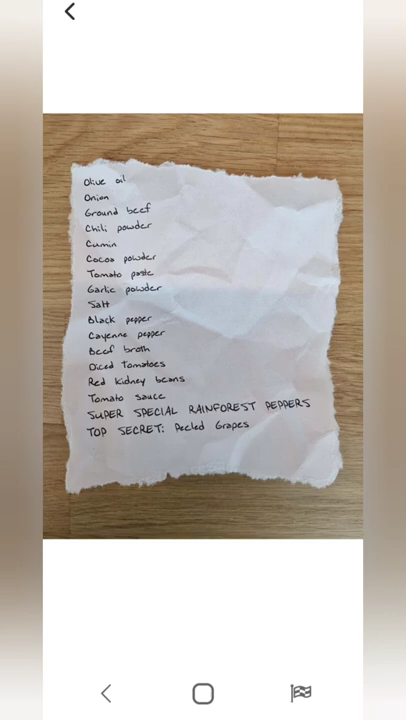 Olive oil
Onion
Ground beef
Chili powder
Cumin
Cocoa powder
Tomato paste
Garlic powder
Salt
Black pepper
Cayenne pepper
Beef broth
Diced Tomatoes
Red kidney beans
Tomato sauce
SUPER SPECIAL RAINFOREST PEPPERS
TOP SECRET: Peeled Grapes